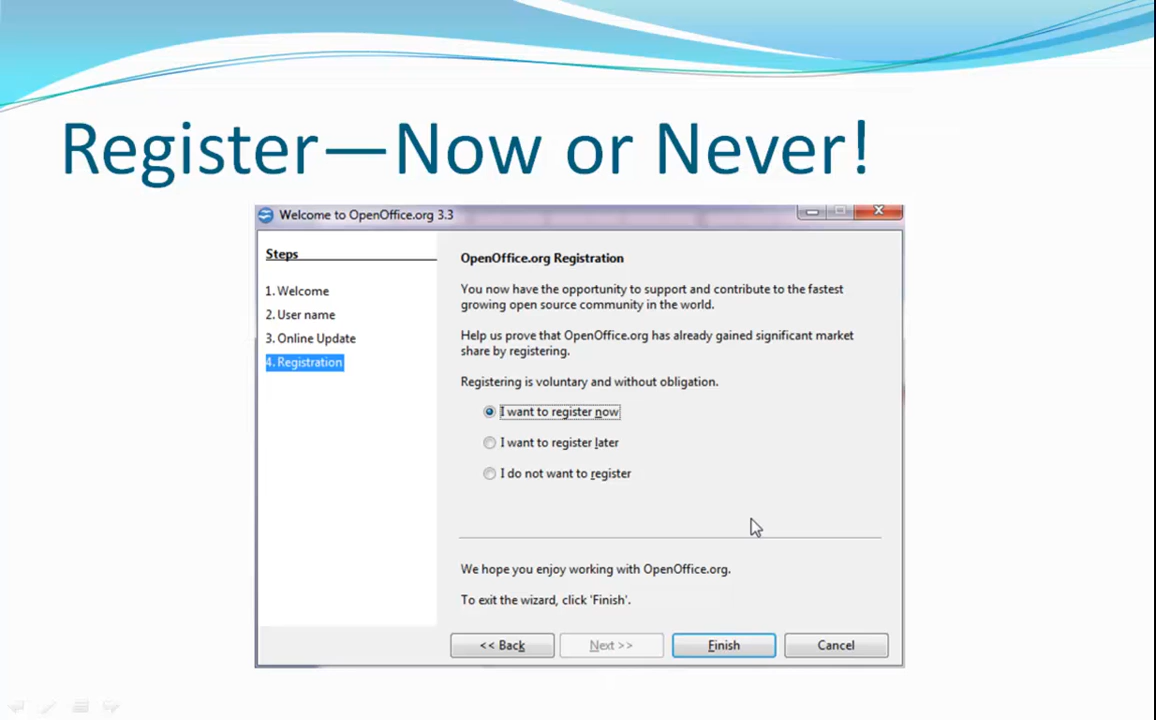 Register—Now or Never!
Welcome to OpenOffice.org 3.3
Steps
1. Welcome
2. User name
3. Online Update
4. Registration
OpenOffice.org Registration
You now have the opportunity to support and contribute to the fastest
growing open source community in the world.
Help us prove that OpenOffice.org has already gained significant market
share by registering.
Registering is voluntary and without obligation.
I want to register now
I want to register later
I do not want to register
We hope you enjoy working with OpenOffice.org.
To exit the wizard, click 'Finish'.
<< Back
Next >>
Finish
Cancel